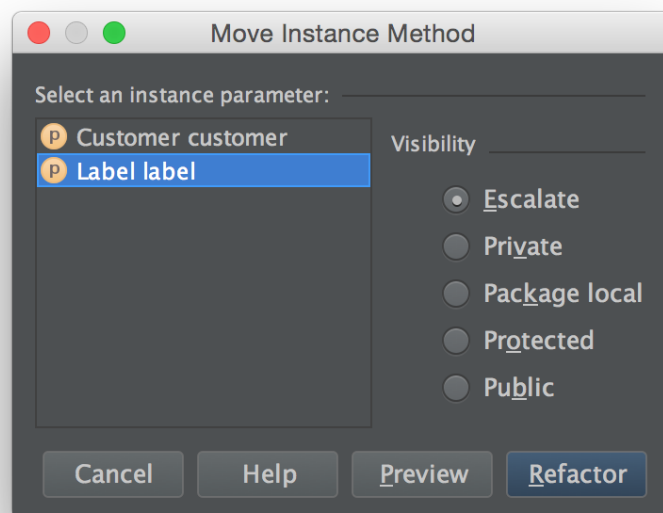 Move Instance Method
Select an instance parameter:
p Customer customer
p Label label
Visibility
Escalate
Private
Package local
Protected
Public
Cancel Help Preview Refactor